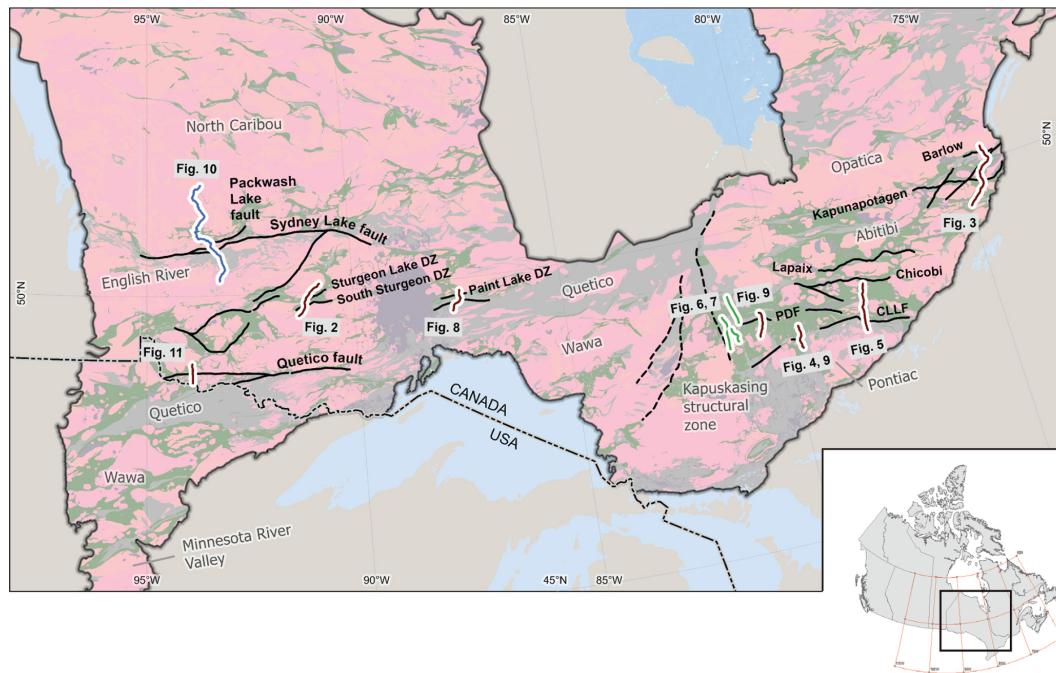 95°W
90°W
85°W
80°W
75°W
North Caribou
Fig. 10
Packwash
Lake
fault
Sydney Lake fault
English River
50°N
Sturgeon Lake DZ
South Sturgeon DZ
Fig. 2
Paint Lake DZ
Fig. 8
Quetico
Fig. 11
Quetico fault
Quetico
Wawa
Wawa
Minnesota River
Valley
CANADA
USA
Opatica
Barlow
50°N
Kapunapotagen
Fig. 3
Abitibi
Lapaix
Chicobi
Fig. 6, 7
Fig. 9
PDF
CLLF
Fig. 4, 9
Fig. 5
Pontiac
Kapuskasing
structural
zone
95°W
90°W
45°N
85°W